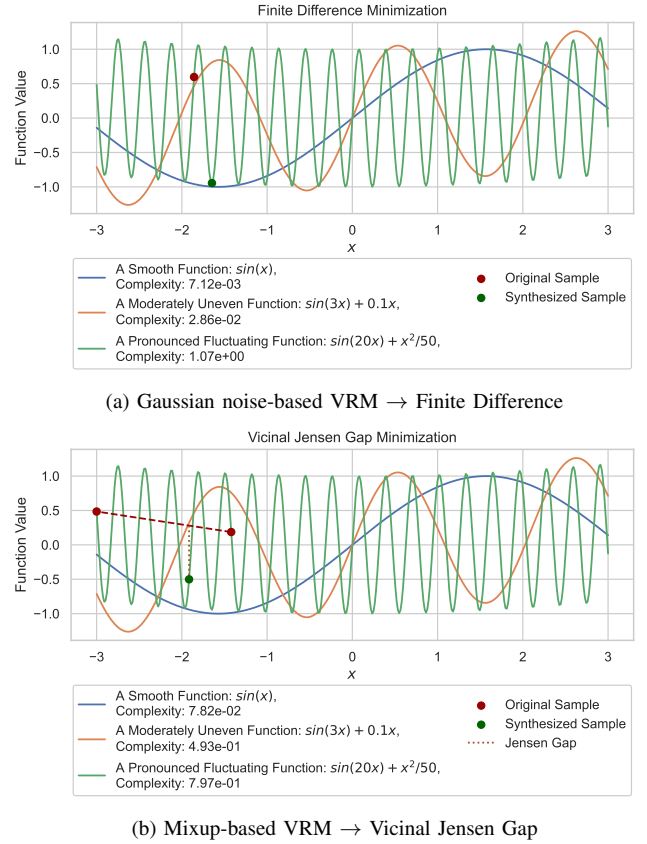 Finite Difference Minimization
Function Value
1.0
0.5
0.0
−0.5
−1.0
−3
−2
−1
0
1
2
3
x
A Smooth Function: sin(x),
Complexity: 7.12e-03
A Moderately Uneven Function: sin(3x) + 0.1x,
Complexity: 2.86e-02
A Pronounced Fluctuating Function: sin(20x) + x²/50,
Complexity: 1.07e+00
Original Sample
Synthesized Sample
(a) Gaussian noise-based VRM → Finite Difference
Vicinal Jensen Gap Minimization
Function Value
1.0
0.5
0.0
−0.5
−1.0
−3
−2
−1
0
1
2
3
x
A Smooth Function: sin(x),
Complexity: 7.82e-02
A Moderately Uneven Function: sin(3x) + 0.1x,
Complexity: 4.93e-01
A Pronounced Fluctuating Function: sin(20x) + x²/50,
Complexity: 7.97e-01
Original Sample
Synthesized Sample
Jensen Gap
(b) Mixup-based VRM → Vicinal Jensen Gap